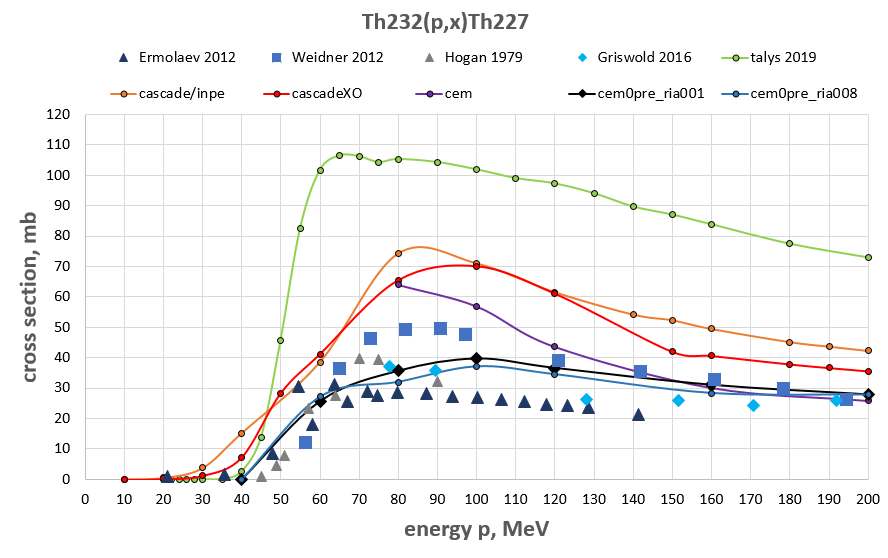 Th232(p,x)Th227
Ermolaev 2012 Weidner 2012 Hogan 1979 Griswold 2016 talys 2019
cascade/inpe cascadeXO cem cem0pre_ria001 cem0pre_ria008
120
110
100
90
80
70
60
50
40
30
20
10
0
cross section, mb
0 10 20 30 40 50 60 70 80 90 100 110 120 130 140 150 160 170 180 190 200
energy p, MeV